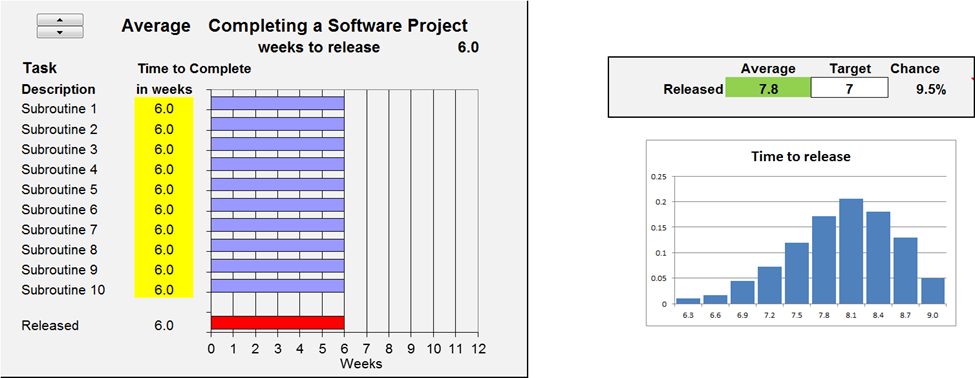 Average Completing a Software Project
weeks to release 6.0
Task Time to Complete
Description in weeks
Subroutine 1 6.0
Subroutine 2 6.0
Subroutine 3 6.0
Subroutine 4 6.0
Subroutine 5 6.0
Subroutine 6 6.0
Subroutine 7 6.0
Subroutine 8 6.0
Subroutine 9 6.0
Subroutine 10 6.0
Released 6.0
0 1 2 3 4 5 6 7 8 9 10 11 12
Weeks
Average Target Chance
Released 7.8 7 9.5%
Time to release
0.25
0.2
0.15
0.1
0.05
0
6.3 6.6 6.9 7.2 7.5 7.8 8.1 8.4 8.7 9.0